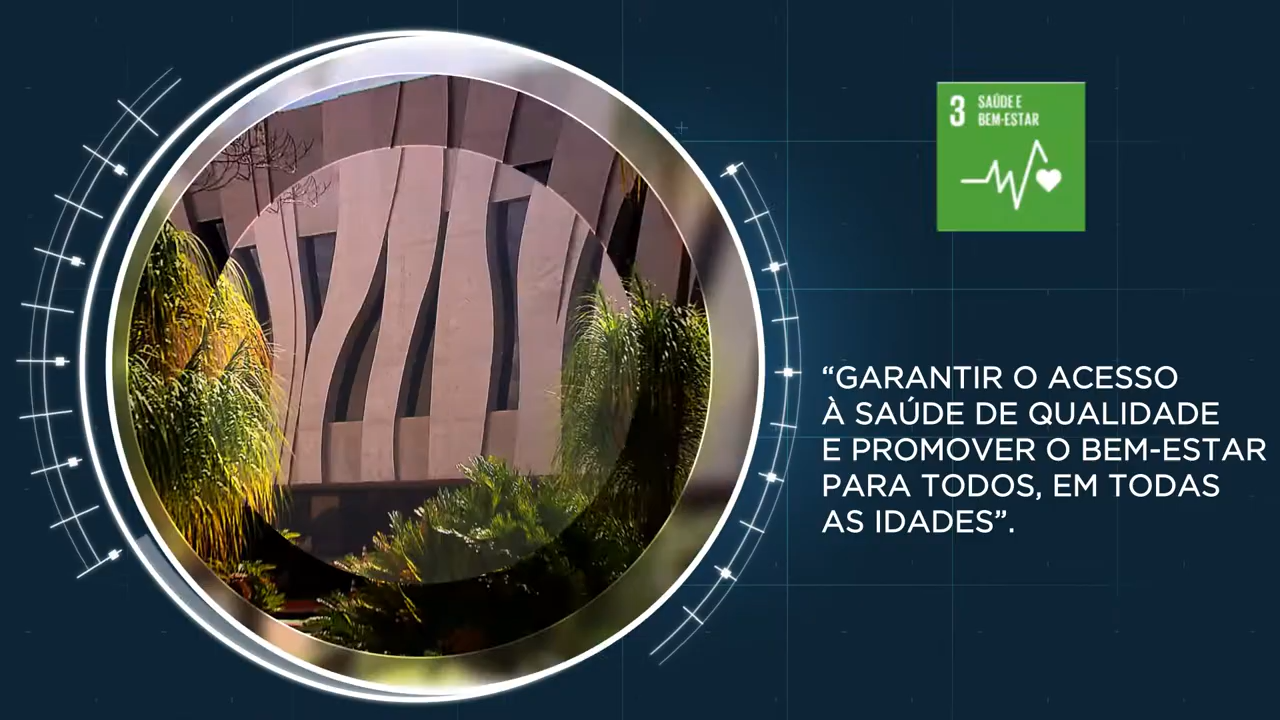 3 SAÚDE E
BEM-ESTAR
“GARANTIR O ACESSO
À SAÚDE DE QUALIDADE
E PROMOVER O BEM-ESTAR
PARA TODOS, EM TODAS
AS IDADES”.